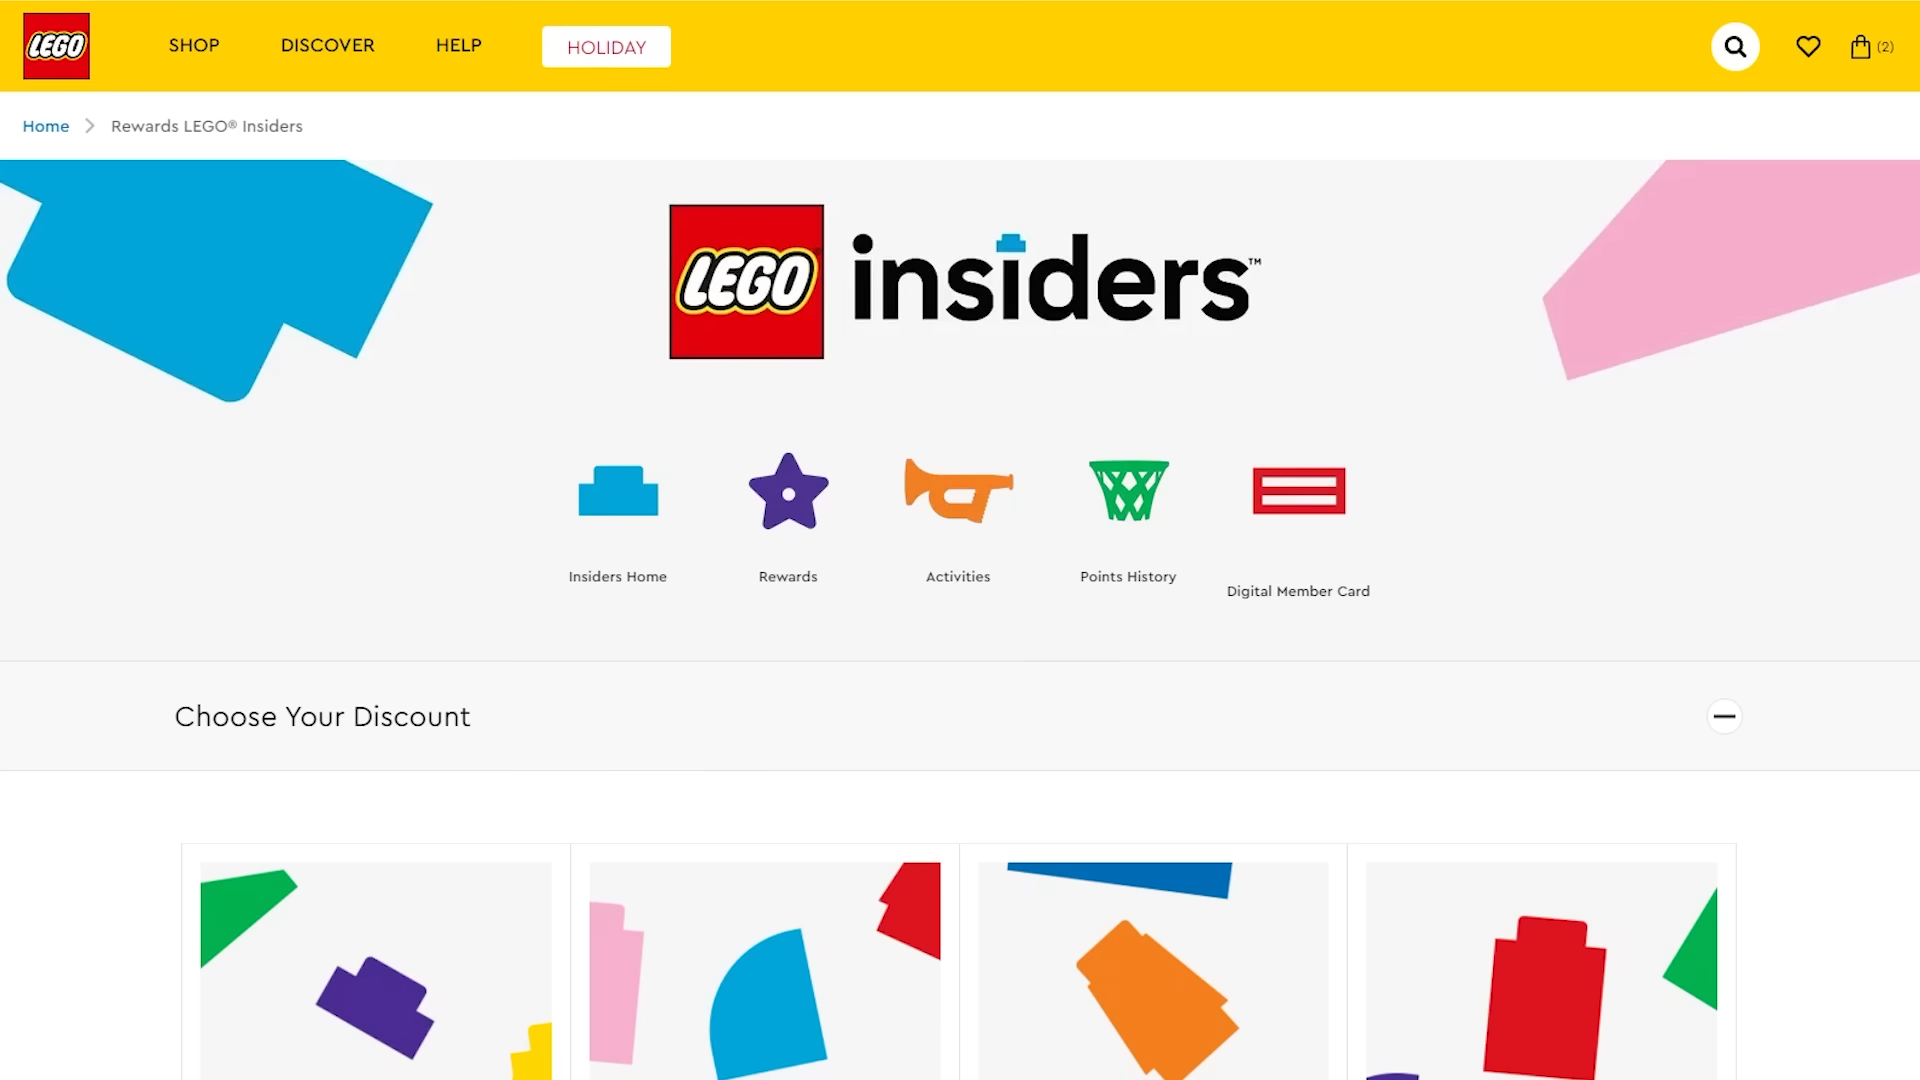 LEGO SHOP DISCOVER HELP HOLIDAY (2)
Home Rewards LEGO® Insiders
LEGO® insiders™
Insiders Home Rewards Activities Points History Digital Member Card
Choose Your Discount